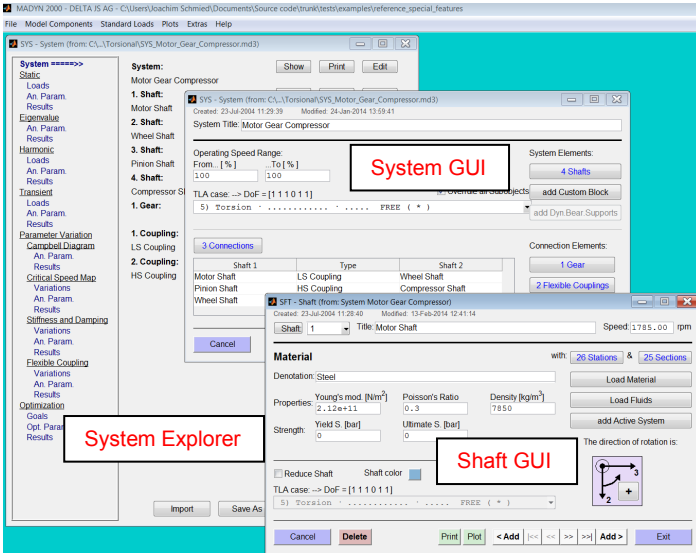 MADYN 2000 - DELTA JS AG - C:\Users\Joachim Schmied\Documents\Source code\trunk\tests\examples\reference_special_features
File Model Components Standard Loads Plots Extras Help
SYS - System (from: C:\...\Torsional\SYS_Motor_Gear_Compressor.md3)
System =====>>
Static
Loads
An. Param.
Results
Eigenvalue
An. Param.
Results
Harmonic
Loads
An. Param.
Results
Transient
Loads
An. Param.
Results
Parameter Variation
Campbell Diagram
An. Param.
Results
Critical Speed Map
Variations
An. Param.
Results
Stiffness and Damping
Variations
An. Param.
Results
Flexible Coupling
Variations
An. Param.
Results
Optimization
Goals
Opt. Param
Results
System: Show Print Edit
Motor Gear Compressor
1. Shaft:
Motor Shaft
2. Shaft:
Wheel Shaft
3. Shaft:
Pinion Shaft
4. Shaft:
Compressor S
1. Gear:
1. Coupling:
LS Coupling
2. Coupling:
HS Coupling
Import Save As
System Explorer
SYS - System (from: C:\...\Torsional\SYS_Motor_Gear_Compressor.md3)
Created: 23-Jul-2004 11:29:39 Modified: 24-Jan-2014 13:59:41
System Title: Motor Gear Compressor
Operating Speed Range:
From... [ % ] ...To [ % ]
100 100
System GUI
System Elements:
4 Shafts
add Custom Block
add Dyn.Bear.Supports
TLA case: --> DoF = [1 1 1 0 1 1] Override all Subobjects
5) Torsion · ............ · ..... FREE ( * )
3 Connections
Connection Elements:
1 Gear
2 Flexible Couplings
Shaft 1 Type Shaft 2
Motor Shaft LS Coupling Wheel Shaft
Pinion Shaft HS Coupling Compressor Shaft
Wheel Shaft
Cancel
SFT - Shaft (from: System Motor Gear Compressor)
Created: 23-Jul-2004 11:28:40 Modified: 13-Feb-2014 12:41:14
Shaft 1 Title: Motor Shaft Speed: 1785.00 rpm
Material with: 26 Stations & 25 Sections
Denotation: Steel Load Material
Young's mod. [N/m2] Poisson's Ratio Density [kg/m3] Load Fluids
Properties: 2.12e+11 0.3 7850
Yield S. [bar] Ultimate S. [bar] add Active System
Strength: 0 0
The direction of rotation is:
Shaft GUI
Reduce Shaft Shaft color
3
2
+
TLA case: --> DoF = [1 1 1 0 1 1]
5) Torsion · ............ · ..... FREE ( * )
Cancel Delete Print Plot < Add |<< << >> >>| Add > Exit